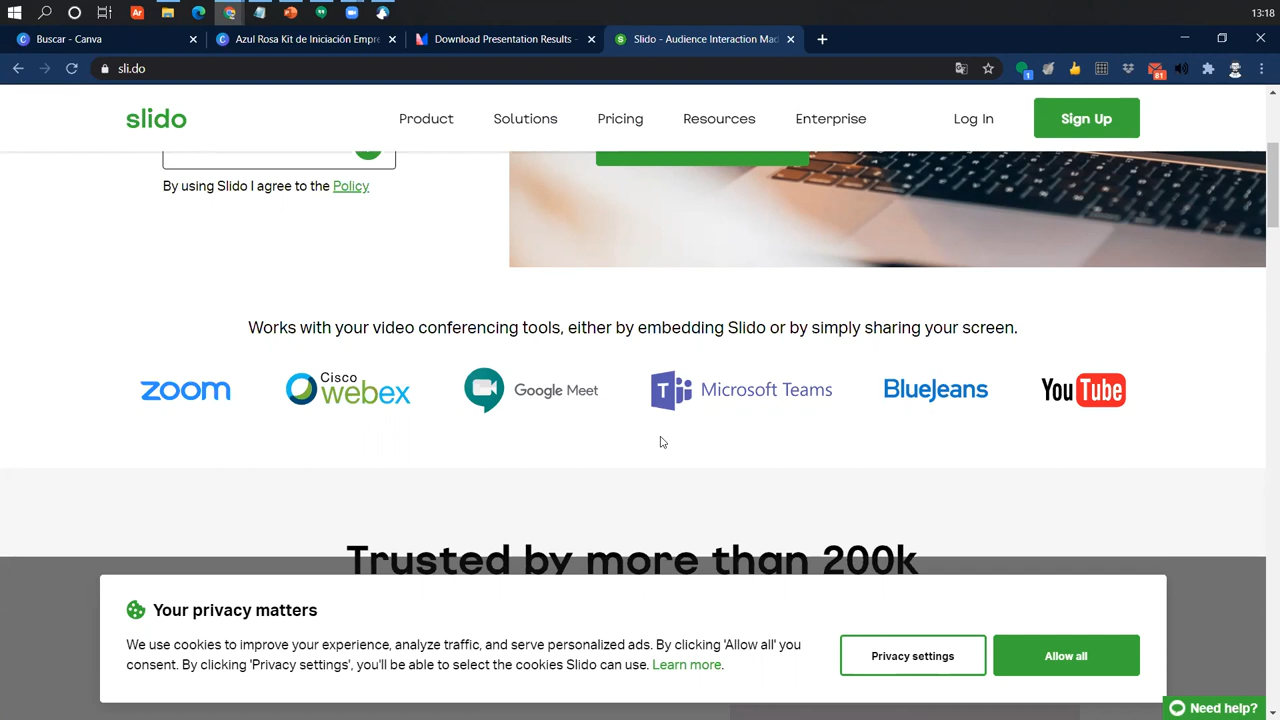 13:18
Buscar - Canva
Azul Rosa Kit de Iniciación Empre
Download Presentation Results -
Slido - Audience Interaction Mad
sli.do
1
81
slido
Product
Solutions
Pricing
Resources
Enterprise
Log In
Sign Up
By using Slido I agree to the Policy
Works with your video conferencing tools, either by embedding Slido or by simply sharing your screen.
zoom
Cisco
webex
Google Meet
T
Microsoft Teams
BlueJeans
YouTube
Trusted by more than 200k
Your privacy matters
We use cookies to improve your experience, analyze traffic, and serve personalized ads. By clicking 'Allow all' you
consent. By clicking 'Privacy settings', you'll be able to select the cookies Slido can use. Learn more.
Privacy settings
Allow all
Need help?